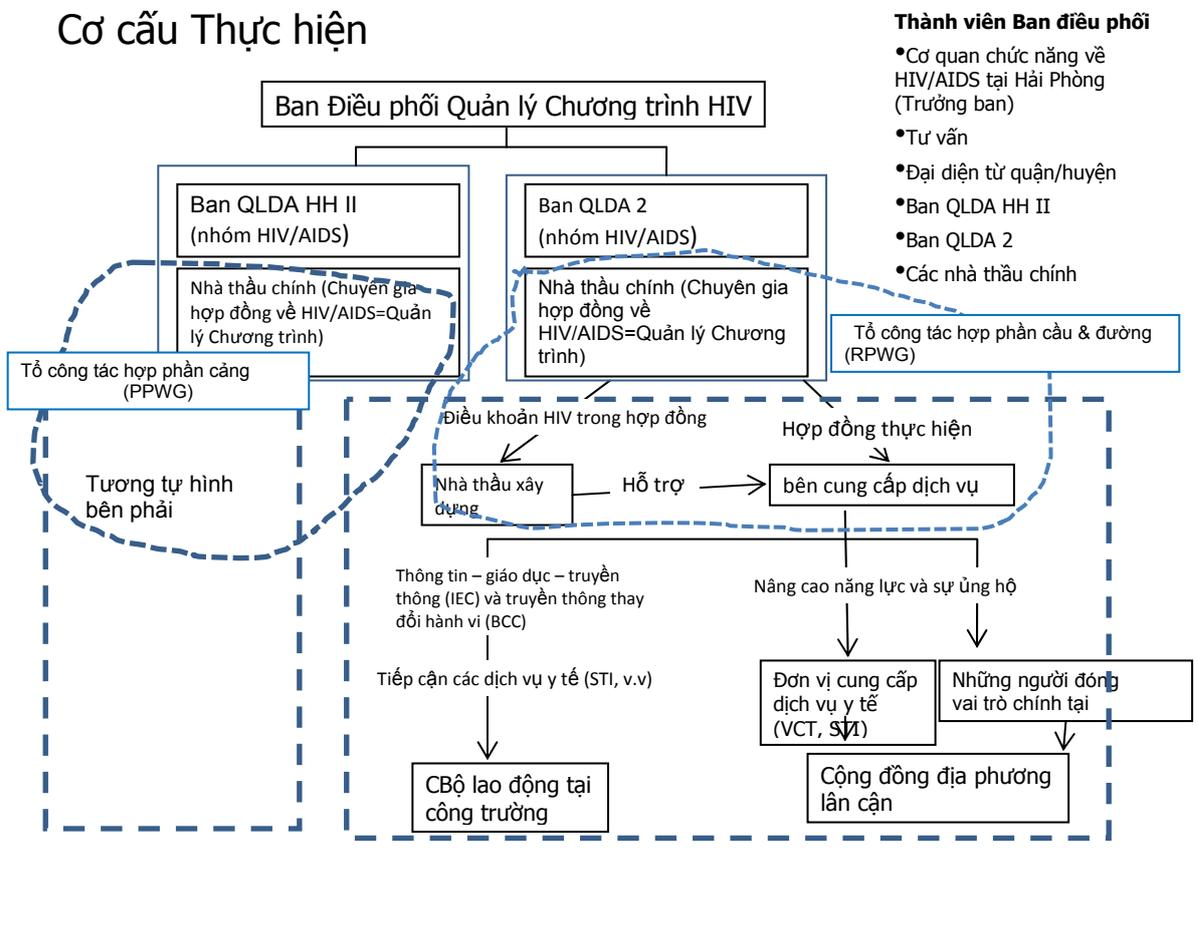 Cơ cấu Thực hiện
Thành viên Ban điều phối
•Cơ quan chức năng về
HIV/AIDS tại Hải Phòng
(Trưởng ban)
•Tư vấn
•Đại diện từ quận/huyện
•Ban QLDA HH II
•Ban QLDA 2
•Các nhà thầu chính
Ban Điều phối Quản lý Chương trình HIV
Ban QLDA HH II
(nhóm HIV/AIDS)
Ban QLDA 2
(nhóm HIV/AIDS)
Nhà thầu chính (Chuyên gia
hợp đồng về HIV/AIDS=Quản
lý Chương trình)
Nhà thầu chính (Chuyên gia
hợp đồng về
HIV/AIDS=Quản lý Chương
trình)
Tổ công tác hợp phần cầu & đường
(RPWG)
Tổ công tác hợp phần cảng
(PPWG)
Điều khoản HIV trong hợp đồng
Hợp đồng thực hiện
Tương tự hình
bên phải
Nhà thầu xây
dựng
Hỗ trợ
bên cung cấp dịch vụ
Thông tin – giáo dục – truyền
thông (IEC) và truyền thông thay
đổi hành vi (BCC)
Nâng cao năng lực và sự ủng hộ
Tiếp cận các dịch vụ y tế (STI, v.v)
Đơn vị cung cấp
dịch vụ y tế
(VCT, STI)
Những người đóng
vai trò chính tại
CBộ lao động tại
công trường
Cộng đồng địa phương
lân cận